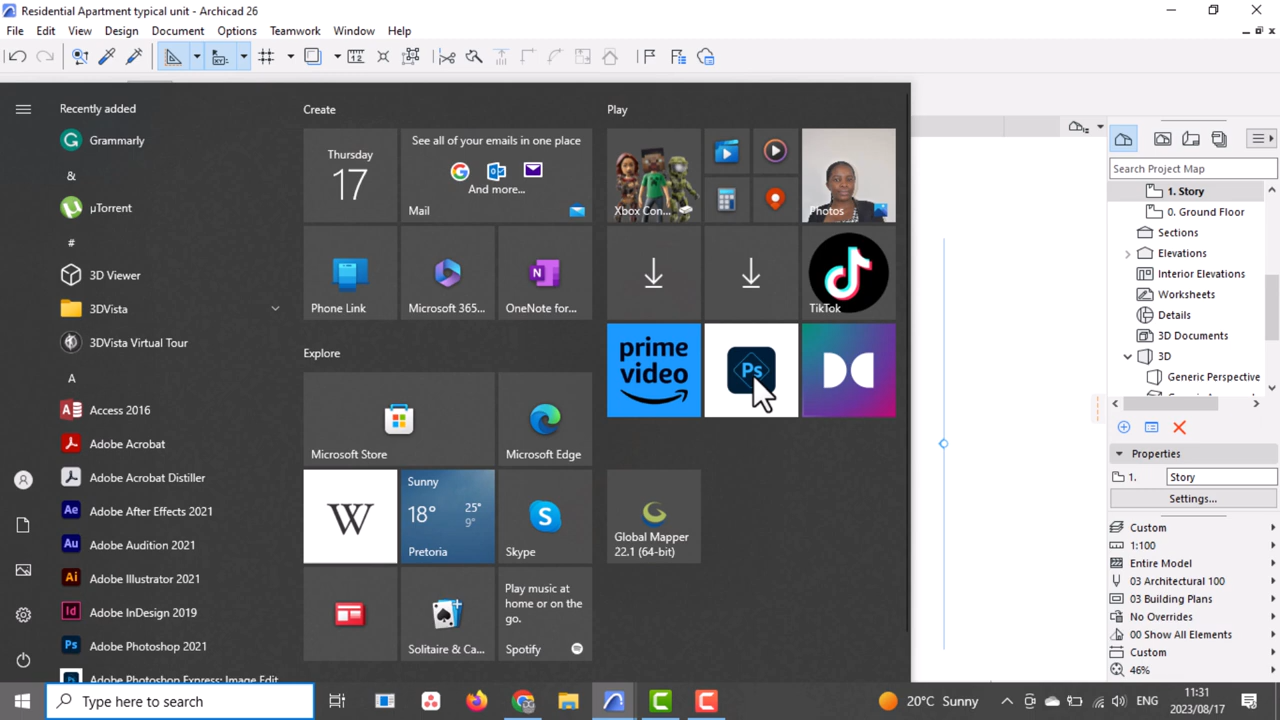 Residential Apartment typical unit - Archicad 26
File Edit View Design Document Options Teamwork Window Help
Recently added
Grammarly
&
µTorrent
#
3D Viewer
3DVista
3DVista Virtual Tour
A
Access 2016
Adobe Acrobat
Adobe Acrobat Distiller
Adobe After Effects 2021
Adobe Audition 2021
Adobe Illustrator 2021
Adobe InDesign 2019
Adobe Photoshop 2021
Adobe Photoshop Express: Image Edit
Create
Thursday
17
See all of your emails in one place
And more...
Mail
Phone Link
Microsoft 365...
OneNote for...
Explore
Microsoft Store
Microsoft Edge
W
Sunny
18° 25°
9°
Pretoria
Skype
Solitaire & Ca...
Play music at
home or on the
go.
Spotify
Play
Xbox Con...
Photos
TikTok
prime
video
Ps
Global Mapper
22.1 (64-bit)
Search Project Map
1. Story
0. Ground Floor
Sections
Elevations
Interior Elevations
Worksheets
Details
3D Documents
3D
Generic Perspective
Properties
1. Story
Settings...
Custom
1:100
Entire Model
03 Architectural 100
03 Building Plans
No Overrides
00 Show All Elements
Custom
46%
Type here to search
20°C Sunny
ENG
11:31
2023/08/17